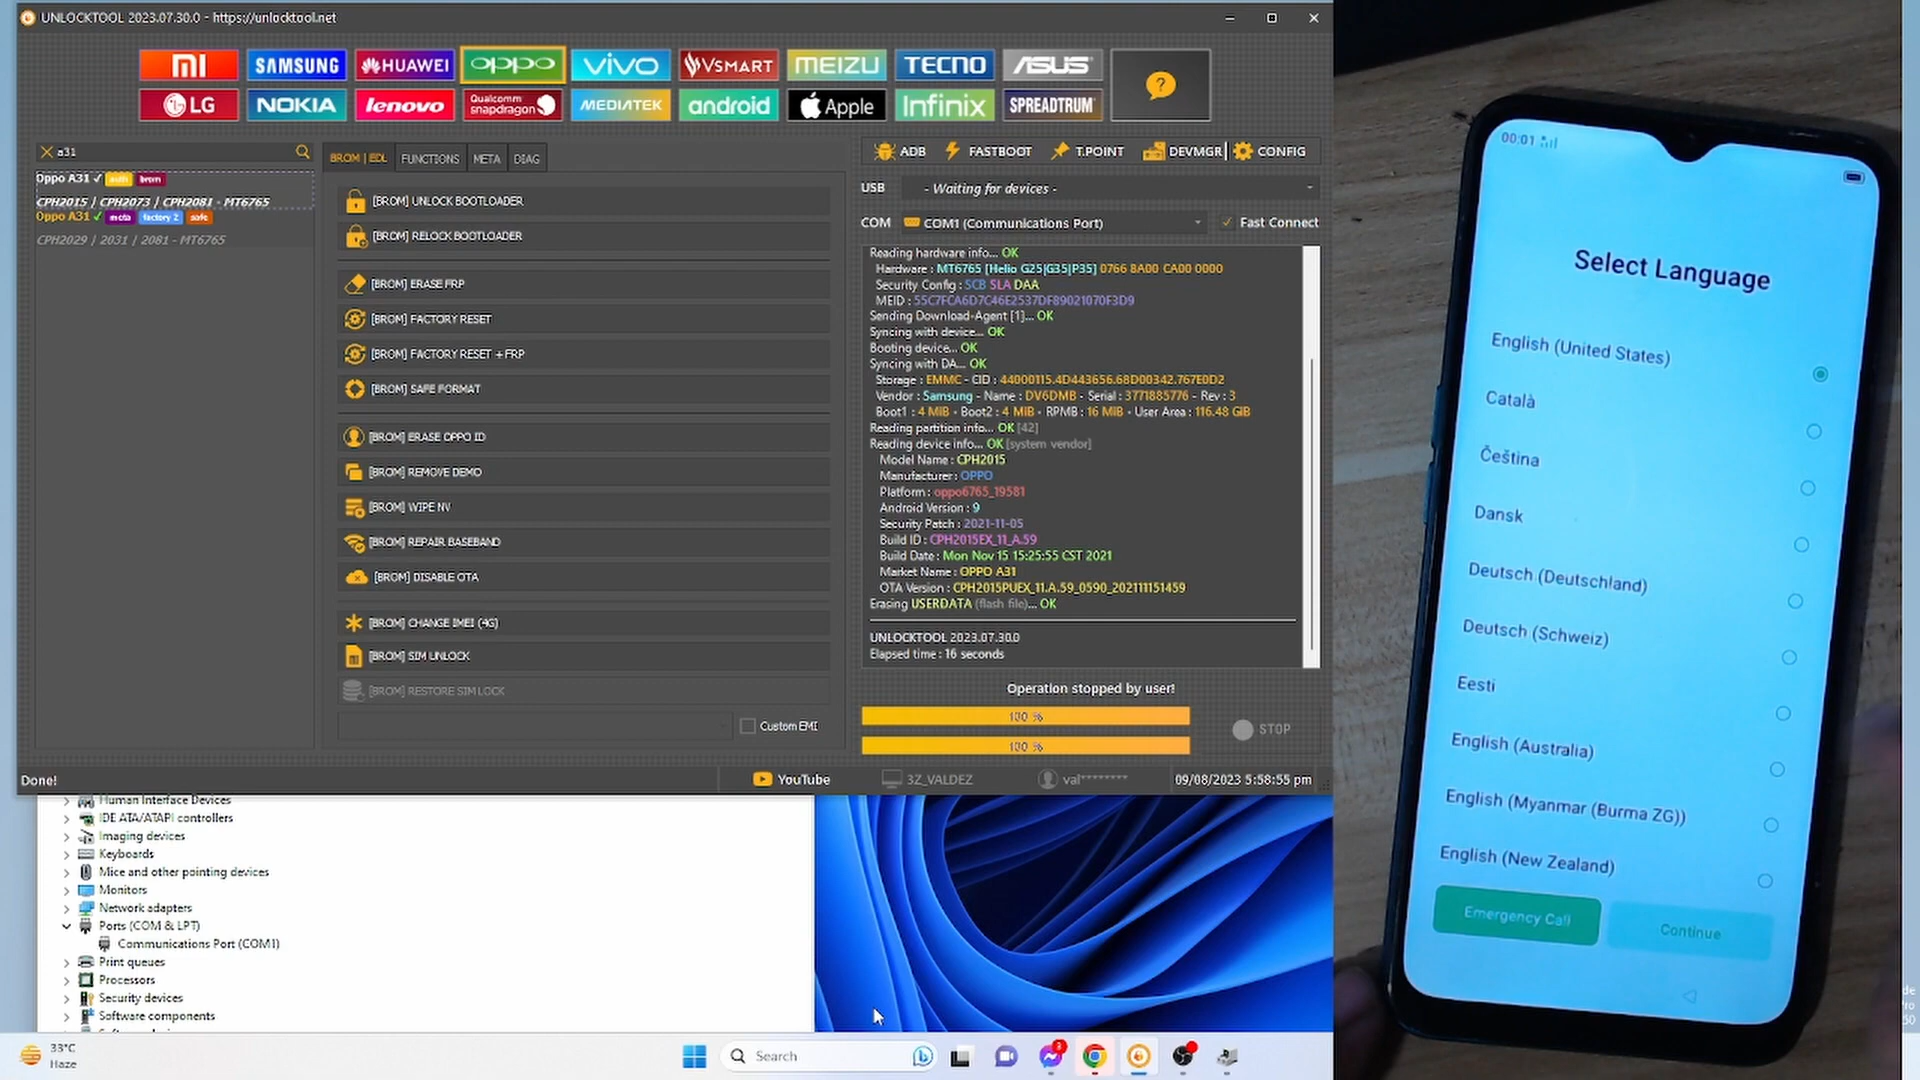 UNLOCKTOOL 2023.07.30.0 - https://unlocktool.net
SAMSUNG
HUAWEI
oppo
vivo
VSMART
MEIZU
TECNO
ASUS
LG
NOKIA
lenovo
Qualcomm snapdragon
MEDIATEK
android
Apple
Infinix
SPREADTRUM
?
a31
Oppo A31 ✓ auth brom
CPH2015 / CPH2073 / CPH2081 - MT6765
Oppo A31 ✓ meta factory 2 safe
CPH2029 / 2031 / 2081 - MT6765
BROM | EDL FUNCTIONS META DIAG
[BROM] UNLOCK BOOTLOADER
[BROM] RELOCK BOOTLOADER
[BROM] ERASE FRP
[BROM] FACTORY RESET
[BROM] FACTORY RESET + FRP
[BROM] SAFE FORMAT
[BROM] ERASE OPPO ID
[BROM] REMOVE DEMO
[BROM] WIPE NV
[BROM] REPAIR BASEBAND
[BROM] DISABLE OTA
[BROM] CHANGE IMEI (4G)
[BROM] SIM UNLOCK
[BROM] RESTORE SIM LOCK
Custom EMI
ADB FASTBOOT T.POINT DEVMGR CONFIG
USB - Waiting for devices -
COM COM1 (Communications Port) ✓ Fast Connect
Reading hardware info... OK
Hardware : MT6765 [Helio G25|G35|P35] 0766 8A00 CA00 0000
Security Config : SCB SLA DAA
MEID : 55C7FCA6D7C46E2537DF89021070F3D9
Sending Download-Agent [1]... OK
Syncing with device... OK
Booting device... OK
Syncing with DA... OK
Storage : EMMC - CID : 44000115.4D443656.68D00342.767E0D2
Vendor : Samsung - Name : DV6DMB - Serial : 3771885776 - Rev : 3
Boot1 : 4 MiB - Boot2 : 4 MiB - RPMB : 16 MiB - User Area : 116.48 GiB
Reading partition info... OK [42]
Reading device info... OK [system vendor]
Model Name : CPH2015
Manufacturer : OPPO
Platform : oppo6765_19581
Android Version : 9
Security Patch : 2021-11-05
Build ID : CPH2015EX_11_A.59
Build Date : Mon Nov 15 15:25:55 CST 2021
Market Name : OPPO A31
OTA Version : CPH2015PUEX_11.A.59_0590_202111151459
Erasing USERDATA (flash file)... OK
UNLOCKTOOL 2023.07.30.0
Elapsed time : 16 seconds
Operation stopped by user!
100 %
100 %
STOP
Done! YouTube 3Z_VALDEZ val******** 09/08/2023 5:58:55 pm
Human Interface Devices
IDE ATA/ATAPI controllers
Imaging devices
Keyboards
Mice and other pointing devices
Monitors
Network adapters
Ports (COM & LPT)
Communications Port (COM1)
Print queues
Processors
Security devices
Software components
33°C
Haze
Search
3
00:01
Select Language
English (United States)
Català
Čeština
Dansk
Deutsch (Deutschland)
Deutsch (Schweiz)
Eesti
English (Australia)
English (Myanmar (Burma ZG))
English (New Zealand)
Emergency Call Continue